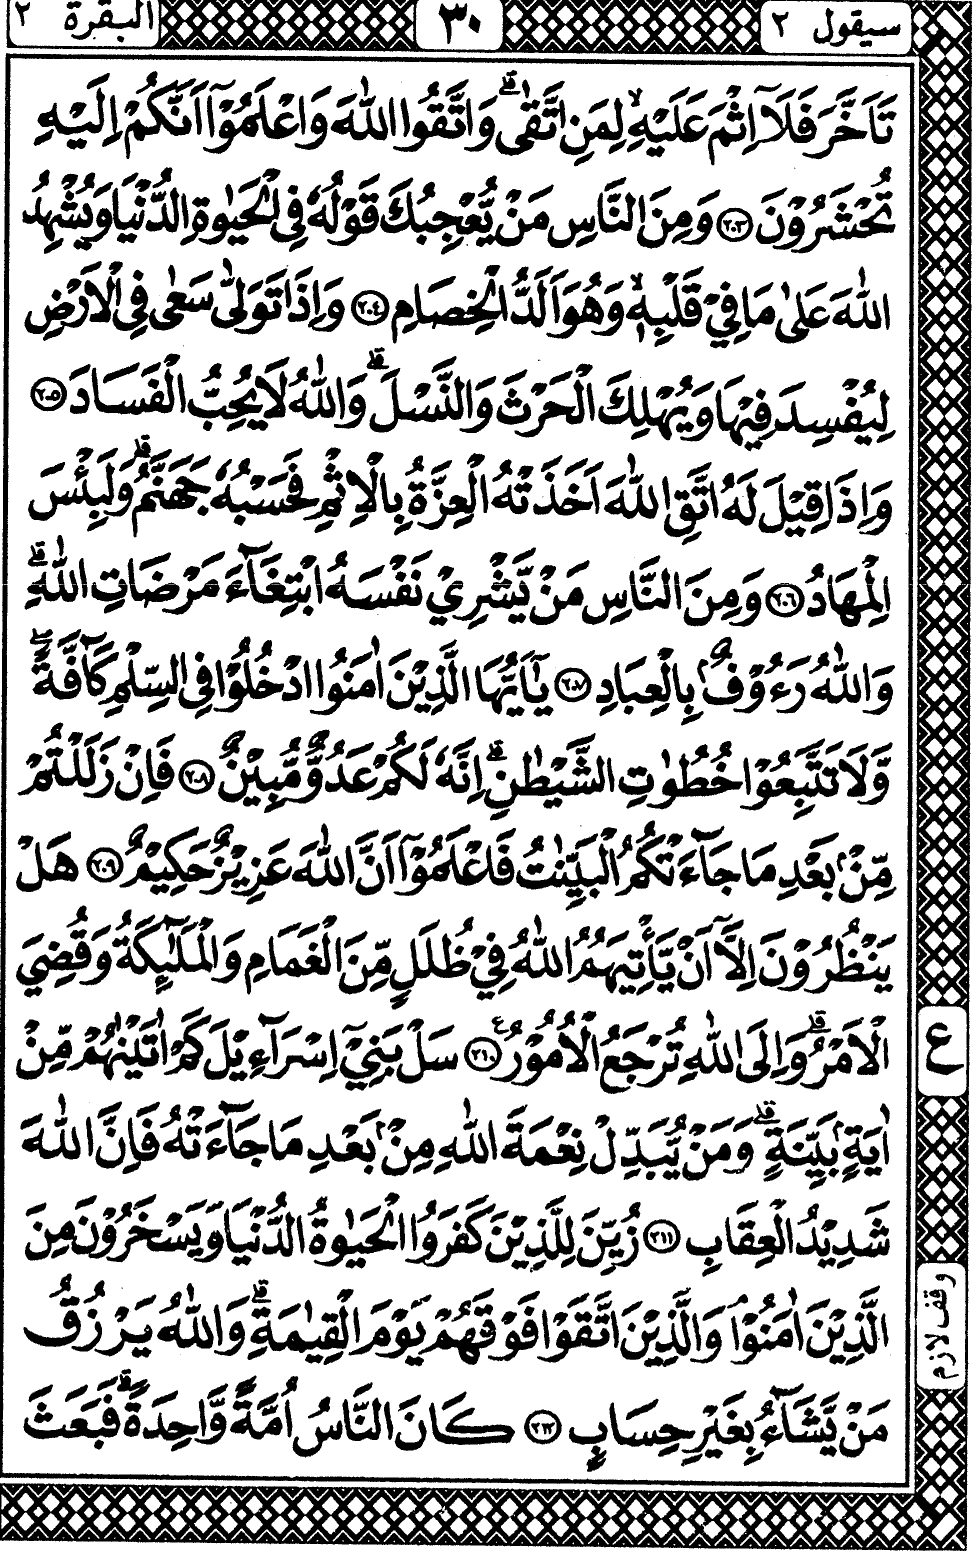 سيقول ٢ ٣٠ البقرة ٢
تَاَخَّرَ فَلَاۤ اِثْمَ عَلَيْهِ ۙ لِمَنِ اتَّقٰى ؕ وَاتَّقُوا اللّٰهَ وَاعْلَمُوْۤا اَنَّكُمْ اِلَيْهِ
تُحْشَرُوْنَ ﴿٢٠٣﴾ وَمِنَ النَّاسِ مَنْ يُّعْجِبُكَ قَوْلُهٗ فِى الْحَيٰوةِ الدُّنْيَا وَيُشْهِدُ
اللّٰهَ عَلٰى مَا فِيْ قَلْبِهٖ ۙ وَهُوَ اَلَدُّ الْخِصَامِ ﴿٢٠٤﴾ وَاِذَا تَوَلّٰى سَعٰى فِى الْاَرْضِ
لِيُفْسِدَ فِيْهَا وَيُهْلِكَ الْحَرْثَ وَالنَّسْلَ ؕ وَاللّٰهُ لَا يُحِبُّ الْفَسَادَ ﴿٢٠٥﴾
وَاِذَا قِيْلَ لَهُ اتَّقِ اللّٰهَ اَخَذَتْهُ الْعِزَّةُ بِالْاِثْمِ فَحَسْبُهٗ جَهَنَّمُ ؕ وَلَبِئْسَ
الْمِهَادُ ﴿٢٠٦﴾ وَمِنَ النَّاسِ مَنْ يَّشْرِيْ نَفْسَهُ ابْتِغَآءَ مَرْضَاتِ اللّٰهِ ؕ
وَاللّٰهُ رَءُوْفٌۢ بِالْعِبَادِ ﴿٢٠٧﴾ يٰۤاَيُّهَا الَّذِيْنَ اٰمَنُوا ادْخُلُوْا فِى السِّلْمِ كَآفَّةً ۪
وَّلَا تَتَّبِعُوْا خُطُوٰتِ الشَّيْطٰنِ ؕ اِنَّهٗ لَكُمْ عَدُوٌّ مُّبِيْنٌ ﴿٢٠٨﴾ فَاِنْ زَلَلْتُمْ
مِّنْۢ بَعْدِ مَا جَآءَتْكُمُ الْبَيِّنٰتُ فَاعْلَمُوْۤا اَنَّ اللّٰهَ عَزِيْزٌ حَكِيْمٌ ﴿٢٠٩﴾ هَلْ
يَنْظُرُوْنَ اِلَّاۤ اَنْ يَّاْتِيَهُمُ اللّٰهُ فِيْ ظُلَلٍ مِّنَ الْغَمَامِ وَالْمَلٰٓئِكَةُ وَقُضِيَ
الْاَمْرُ ؕ وَاِلَى اللّٰهِ تُرْجَعُ الْاُمُوْرُ ﴿٢١٠﴾ سَلْ بَنِيْۤ اِسْرَآءِيْلَ كَمْ اٰتَيْنٰهُمْ مِّنْ
ع
اٰيَةٍۭ بَيِّنَةٍ ؕ وَمَنْ يُّبَدِّلْ نِعْمَةَ اللّٰهِ مِنْۢ بَعْدِ مَا جَآءَتْهُ فَاِنَّ اللّٰهَ
شَدِيْدُ الْعِقَابِ ﴿٢١١﴾ زُيِّنَ لِلَّذِيْنَ كَفَرُوا الْحَيٰوةُ الدُّنْيَا وَيَسْخَرُوْنَ مِنَ
الَّذِيْنَ اٰمَنُوْا ۘ وَالَّذِيْنَ اتَّقَوْا فَوْقَهُمْ يَوْمَ الْقِيٰمَةِ ؕ وَاللّٰهُ يَرْزُقُ
وقف لازم
مَنْ يَّشَآءُ بِغَيْرِ حِسَابٍ ﴿٢١٢﴾ كَانَ النَّاسُ اُمَّةً وَّاحِدَةً ۫ فَبَعَثَ